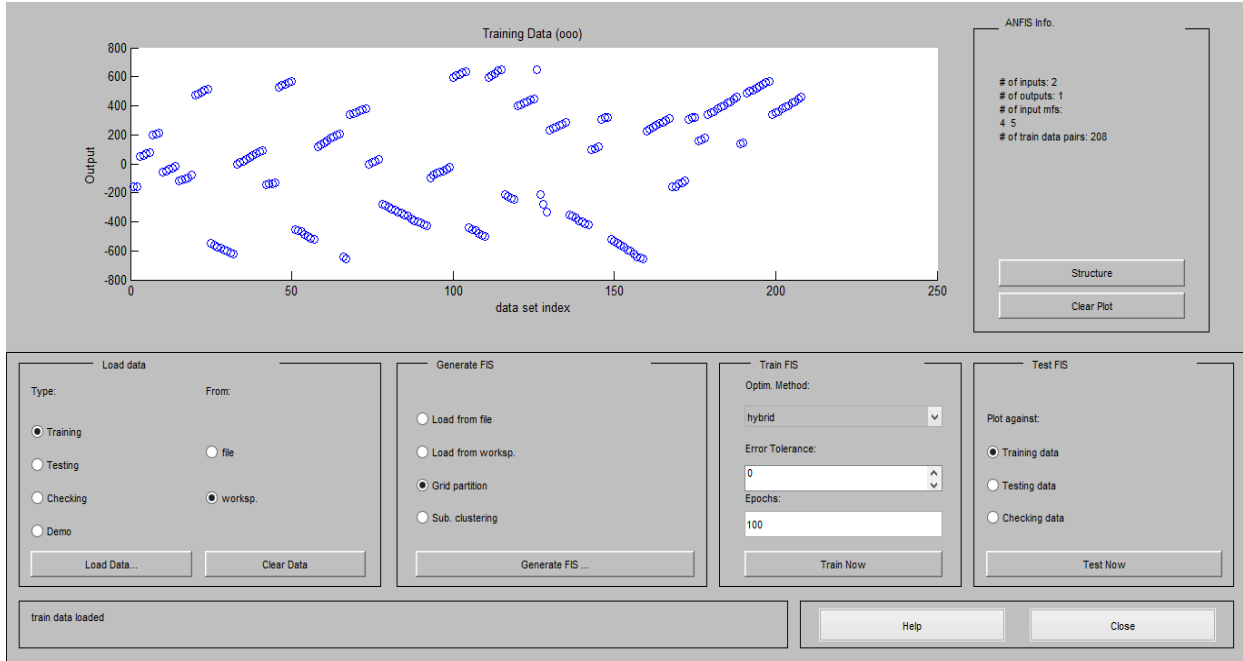 Training Data (ooo)
800
600
400
200
0
-200
-400
-600
-800
Output
0
50
100
150
200
250
data set index
ANFIS Info.
# of inputs: 2
# of outputs: 1
# of input mfs:
4 5
# of train data pairs: 208
Structure
Clear Plot
Load data
Type:
From:
Training
Testing
Checking
Demo
file
worksp.
Load Data...
Clear Data
Generate FIS
Load from file
Load from worksp.
Grid partition
Sub. clustering
Generate FIS ...
Train FIS
Optim. Method:
hybrid
Error Tolerance:
0
Epochs:
100
Train Now
Test FIS
Plot against:
Training data
Testing data
Checking data
Test Now
train data loaded
Help
Close